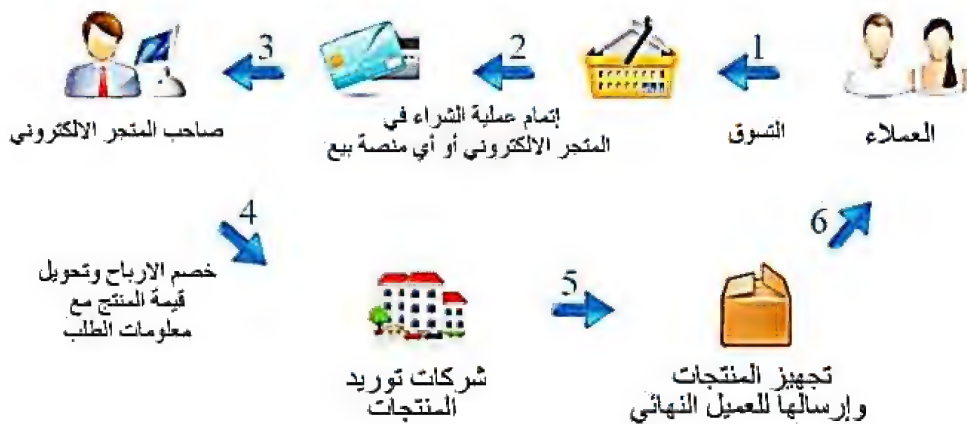 العملاء
1
التسوق
2
إتمام عملية الشراء في
المتجر الالكتروني أو أي منصة بيع
3
صاحب المتجر الالكتروني
4
خصم الارباح وتحويل
قيمة المنتج مع
معلومات الطلب
شركات توريد
المنتجات
5
تجهيز المنتجات
وإرسالها للعميل النهائي
6